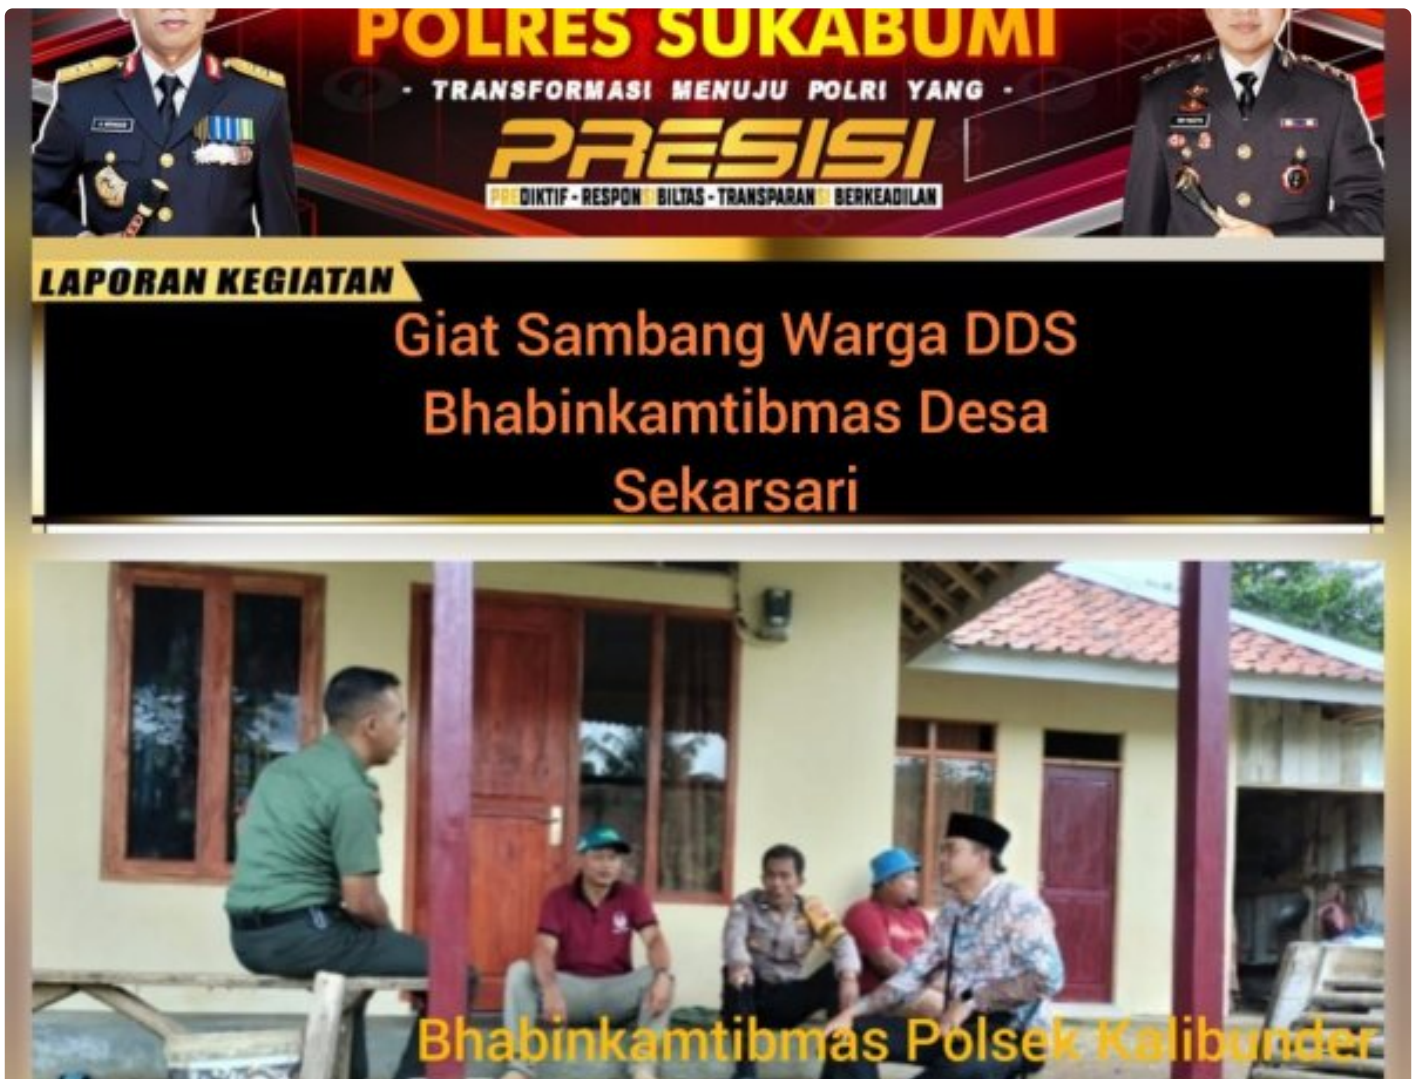 POLRES SUKABUMI
- TRANSFORMASI MENUJU POLRI YANG -
PRESISI
PREDIKTIF - RESPONSIBILTAS - TRANSPARANSI BERKEADILAN
LAPORAN KEGIATAN
Giat Sambang Warga DDS
Bhabinkamtibmas Desa
Sekarsari
Bhabinkamtibmas Polsek Kalibunder